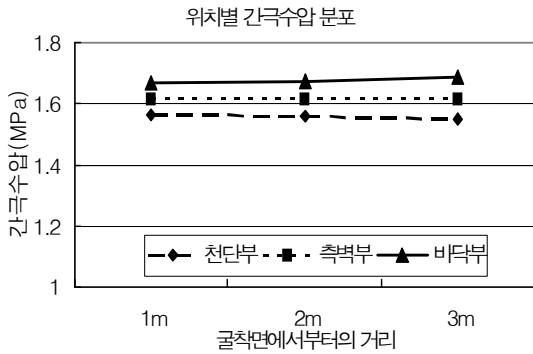 위치별 간극수압 분포
1.8
1.6
1.4
1.2
1
간극수압(MPa)
천단부 측벽부 바닥부
1m 2m 3m
굴착면에서부터의 거리